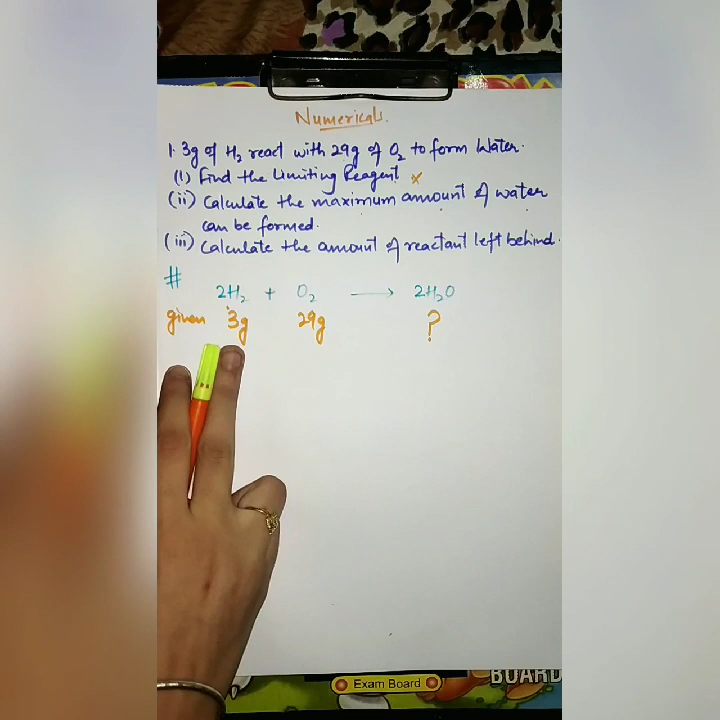 Numericals.
1. 3g of H₂ react with 29g of O₂ to form Water.
(i) Find the Limiting Reagent ×
(ii) Calculate the maximum amount of water
can be formed.
(iii) Calculate the amount of reactant left behind.
#
2H₂ + O₂ ⟶ 2H₂O
given 3g 29g ?
Exam Board
BOARD